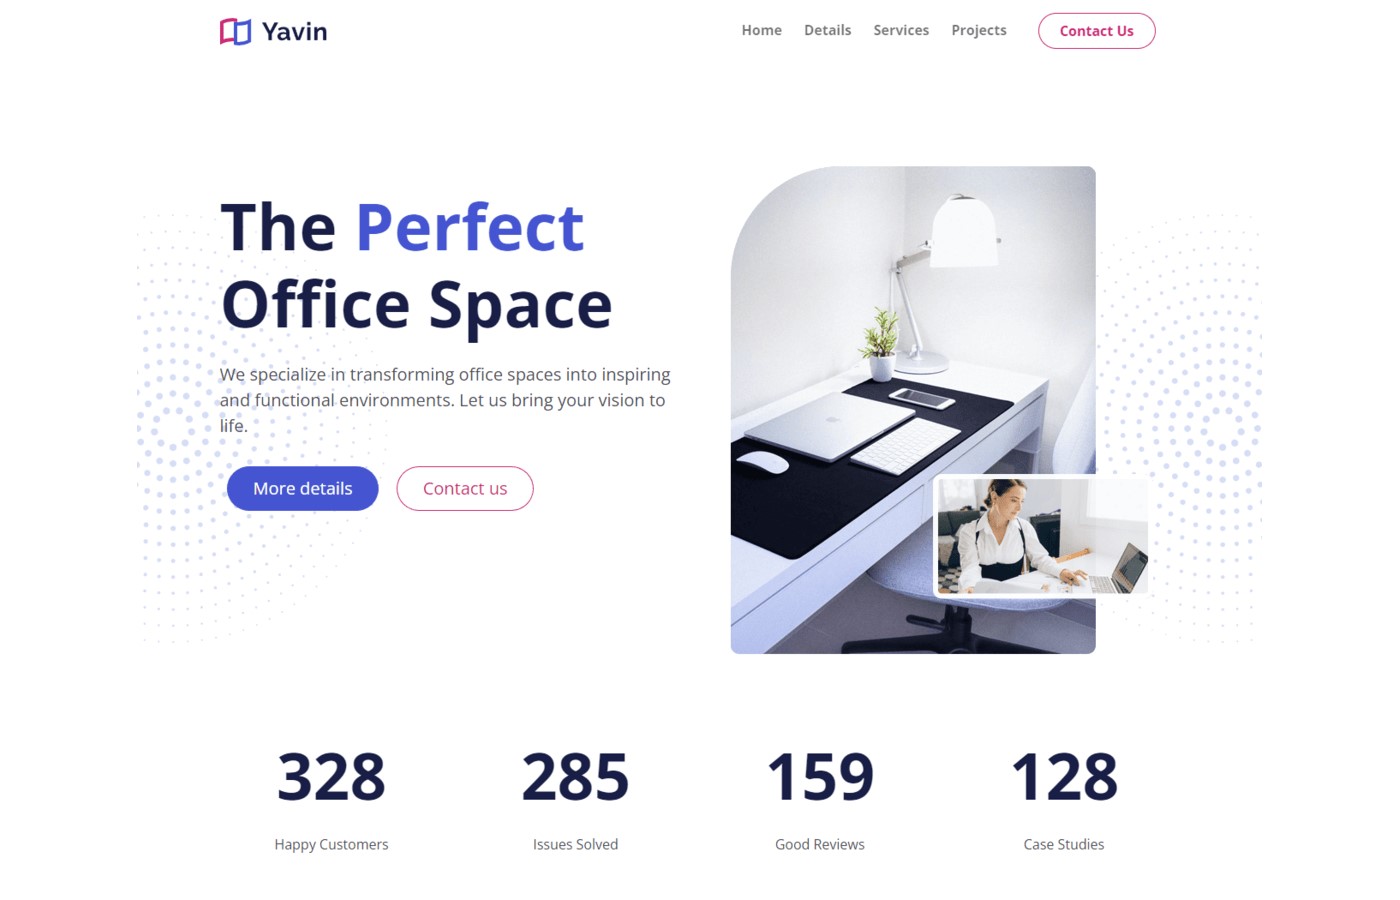 Yavin
Home Details Services Projects Contact Us
The Perfect
Office Space
We specialize in transforming office spaces into inspiring
and functional environments. Let us bring your vision to
life.
More details Contact us
328 285 159 128
Happy Customers Issues Solved Good Reviews Case Studies